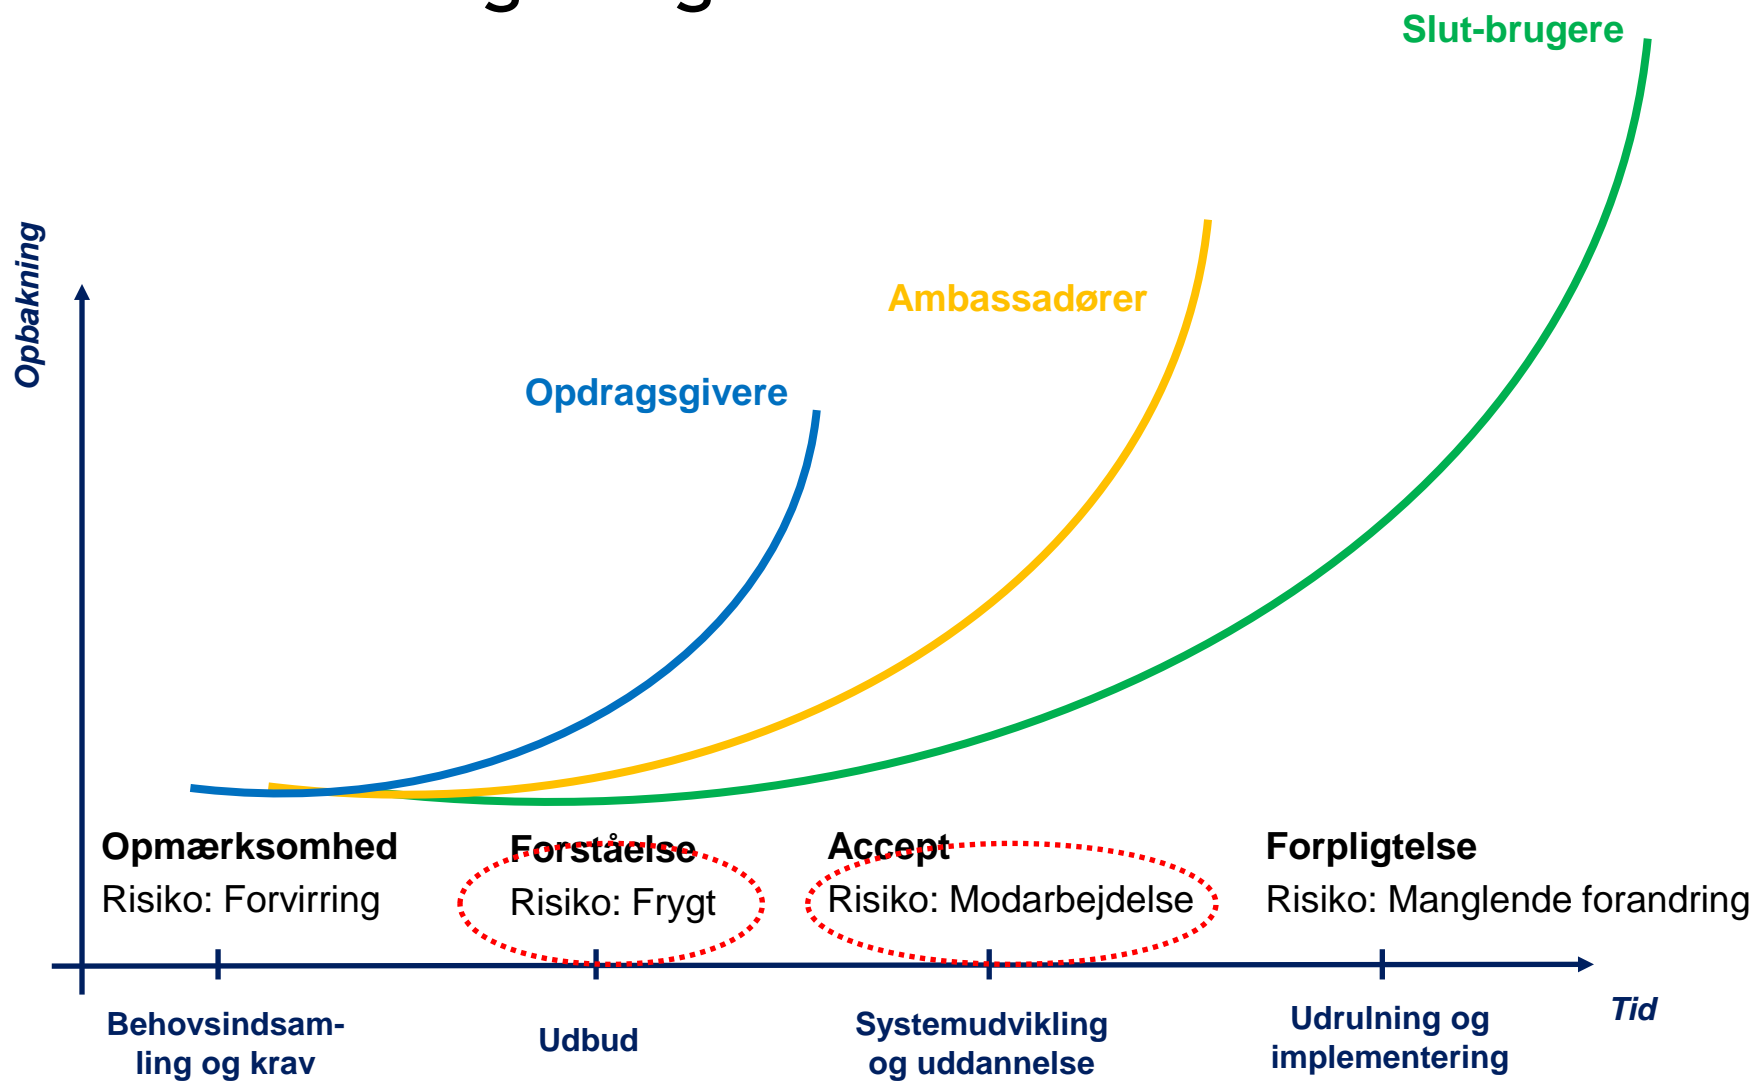 Slut-brugere
Opbakning
Ambassadører
Opdragsgivere
Opmærksomhed
Risiko: Forvirring
Forståelse
Risiko: Frygt
Accept
Risiko: Modarbejdelse
Forpligtelse
Risiko: Manglende forandring
Tid
Behovsindsam-
ling og krav
Udbud
Systemudvikling
og uddannelse
Udrulning og
implementering